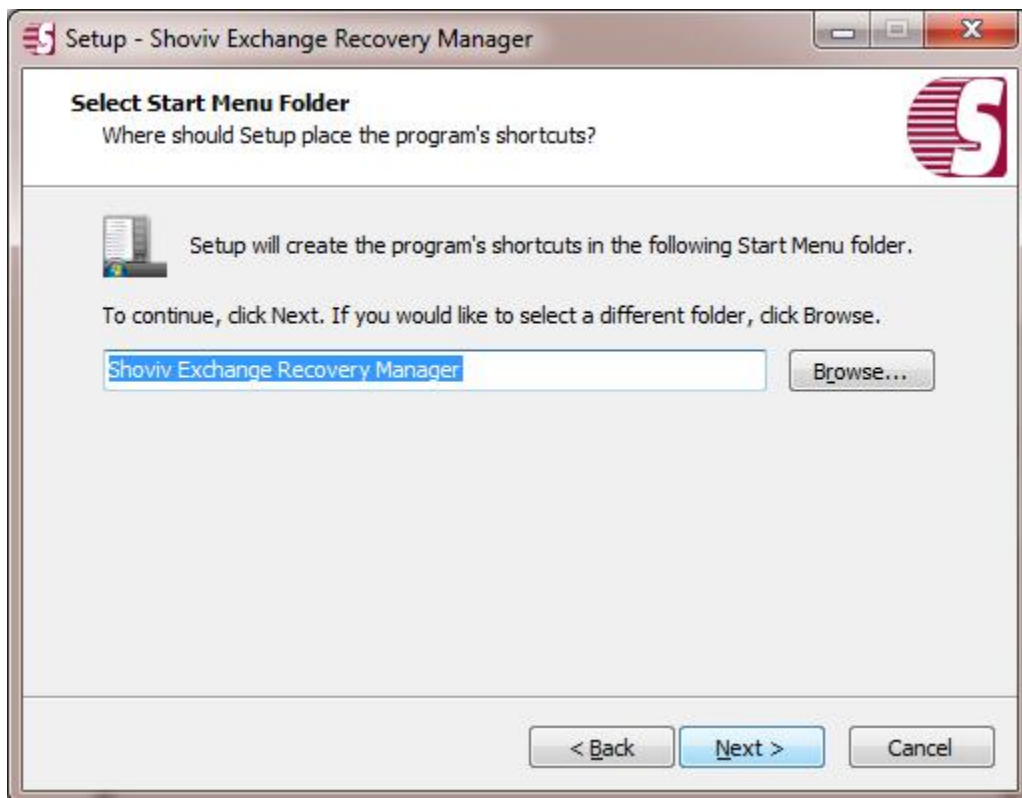 Setup - Shoviv Exchange Recovery Manager
Select Start Menu Folder
Where should Setup place the program's shortcuts?
S
Setup will create the program's shortcuts in the following Start Menu folder.
To continue, click Next. If you would like to select a different folder, click Browse.
Shoviv Exchange Recovery Manager
Browse...
< Back
Next >
Cancel